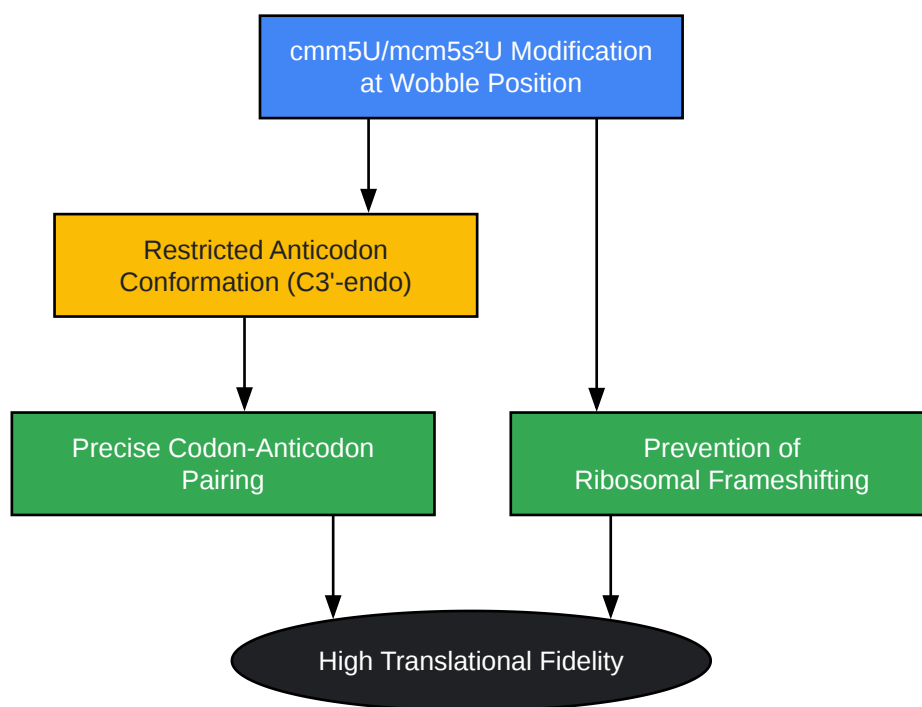 cmm5U/mcm5s²U Modification
at Wobble Position
Restricted Anticodon
Conformation (C3'-endo)
Precise Codon-Anticodon
Pairing
Prevention of
Ribosomal Frameshifting
High Translational Fidelity